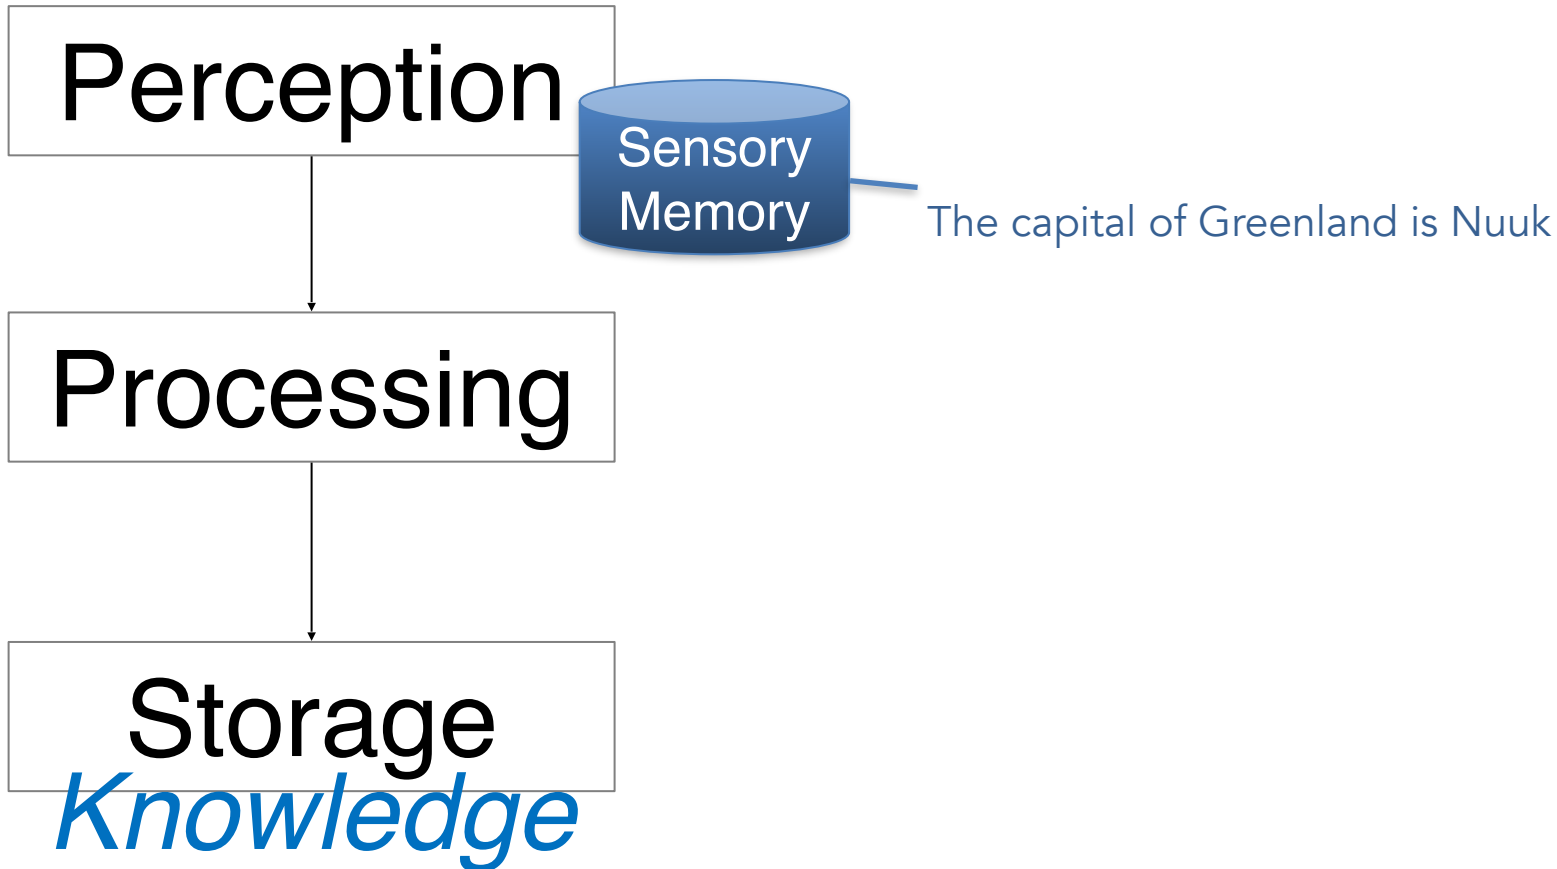 Perception
Sensory
Memory
The capital of Greenland is Nuuk
Processing
Storage
Knowledge